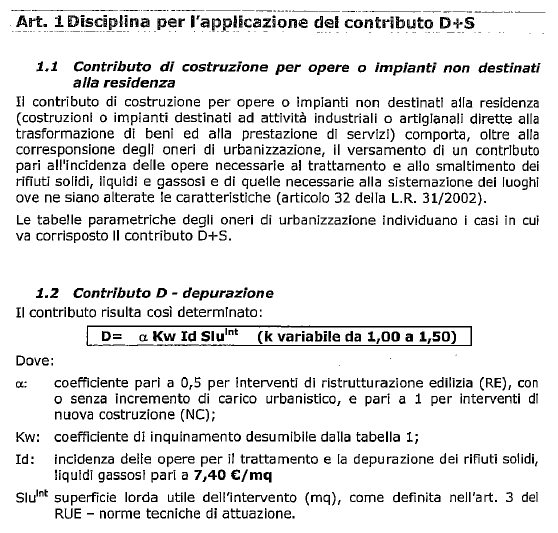 Art. 1 Disciplina per l'applicazione del contributo D+S
1.1 Contributo di costruzione per opere o impianti non destinati
alla residenza
Il contributo di costruzione per opere o impianti non destinati alla residenza
(costruzioni o impianti destinati ad attività industriali o artigianali dirette alla
trasformazione di beni ed alla prestazione di servizi) comporta, oltre alla
corresponsione degli oneri di urbanizzazione, il versamento di un contributo
pari all'incidenza delle opere necessarie al trattamento e allo smaltimento dei
rifiuti solidi, liquidi e gassosi e di quelle necessarie alla sistemazione dei luoghi
ove ne siano alterate le caratteristiche (articolo 32 della L.R. 31/2002).
Le tabelle parametriche degli oneri di urbanizzazione individuano i casi in cui
va corrisposto il contributo D+S.
1.2 Contributo D - depurazione
Il contributo risulta così determinato:
D= α Kw Id Slu^int (k variabile da 1,00 a 1,50)
Dove:
α: coefficiente pari a 0,5 per interventi di ristrutturazione edilizia (RE), con
o senza incremento di carico urbanistico, e pari a 1 per interventi di
nuova costruzione (NC);
Kw: coefficiente di inquinamento desumibile dalla tabella 1;
Id: incidenza delle opere per il trattamento e la depurazione dei rifiuti solidi,
liquidi gassosi pari a 7,40 €/mq
Slu^int superficie lorda utile dell'intervento (mq), come definita nell'art. 3 del
RUE – norme tecniche di attuazione.